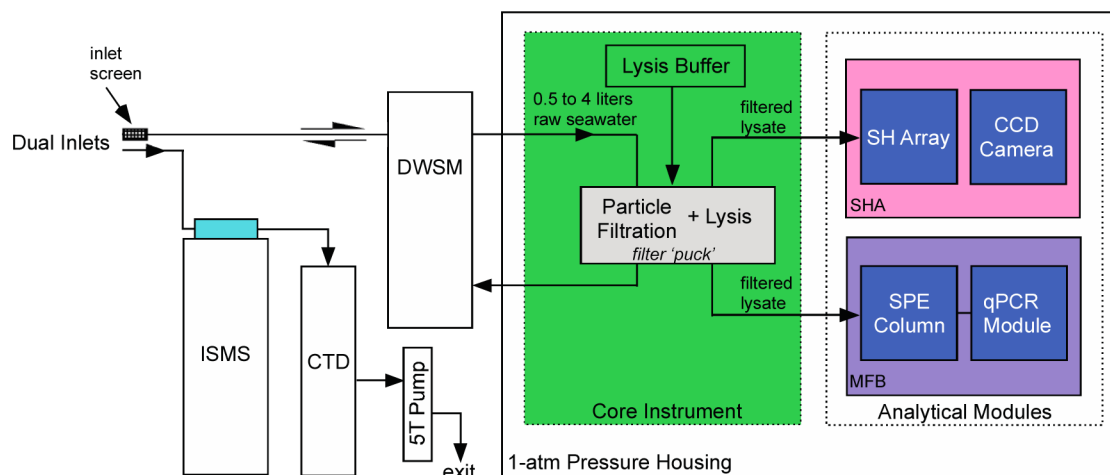 inlet
screen
Dual Inlets
ISMS
CTD
5T Pump
exit
DWSM
0.5 to 4 liters
raw seawater
Lysis Buffer
Particle
Filtration
+ Lysis
filter ‘puck’
Core Instrument
filtered
lysate
filtered
lysate
SH Array
CCD
Camera
SHA
SPE
Column
qPCR
Module
MFB
Analytical Modules
1-atm Pressure Housing